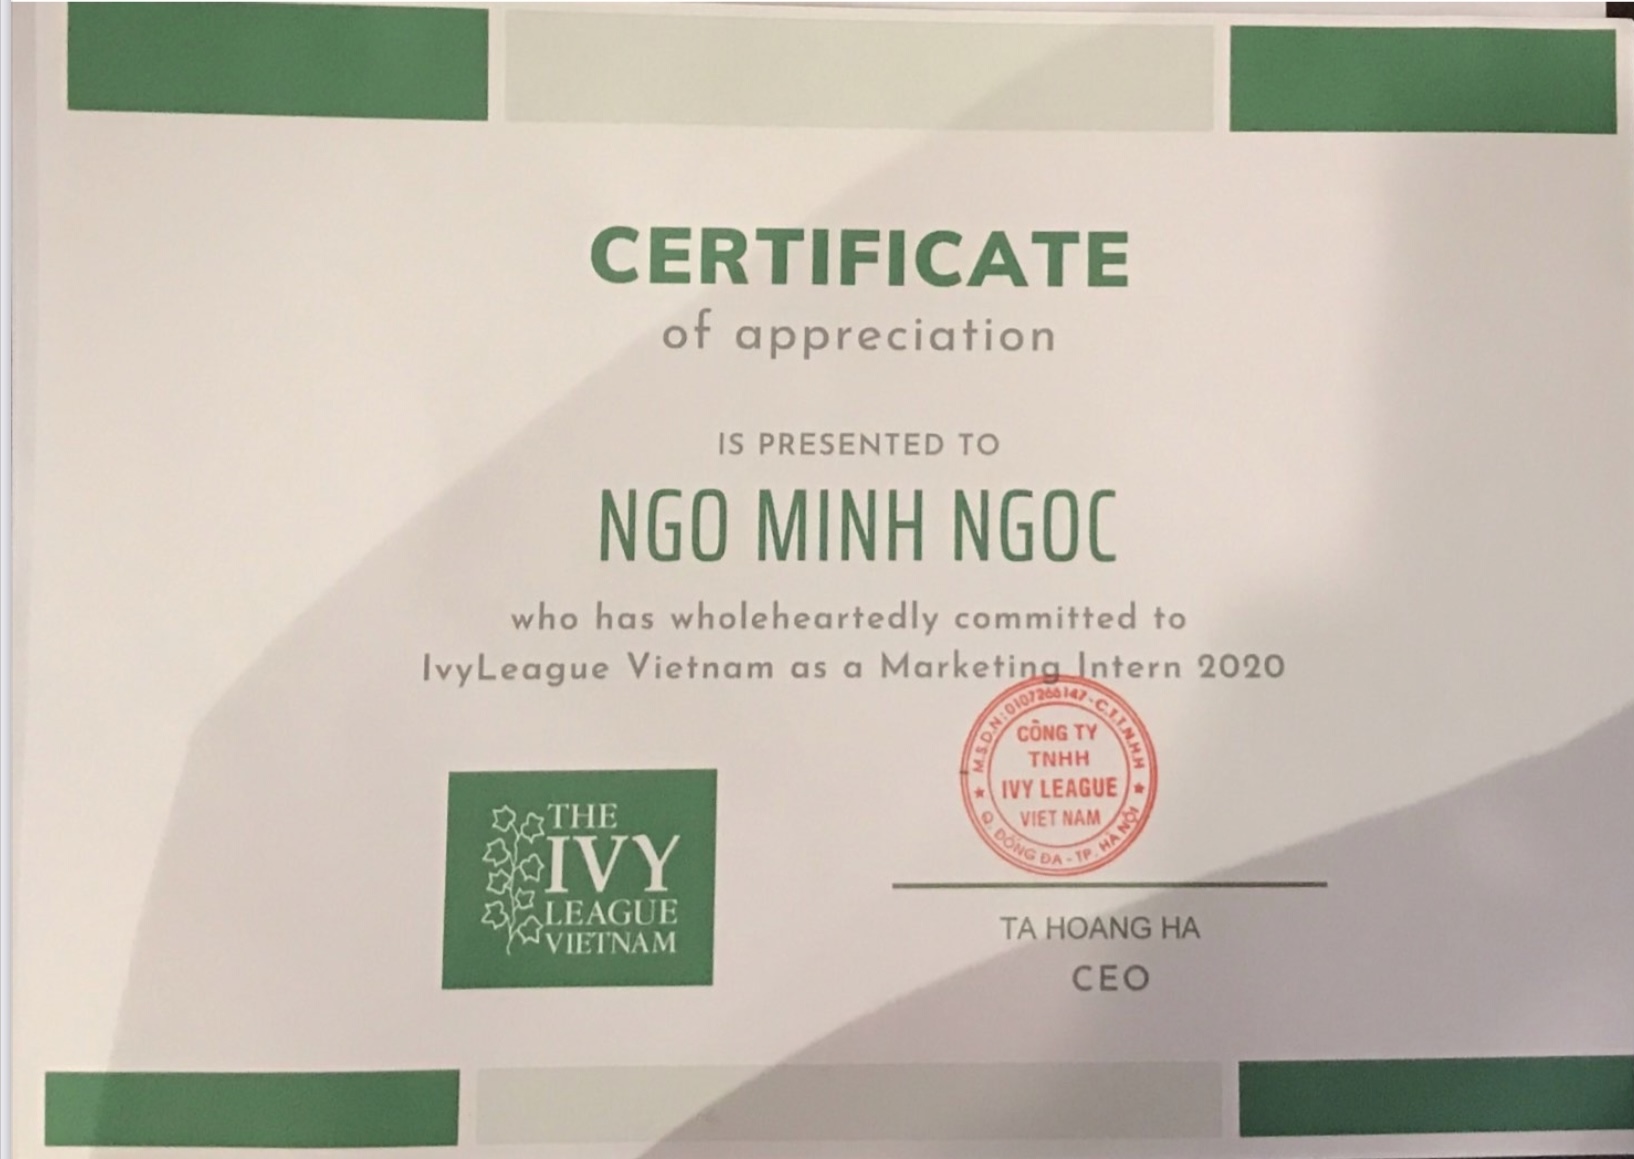 CERTIFICATE
of appreciation
IS PRESENTED TO
NGO MINH NGOC
who has wholeheartedly committed to
IvyLeague Vietnam as a Marketing Intern 2020
M.S.D.N: 0107266147 - C.T.T.N.H.H
CÔNG TY
TNHH
IVY LEAGUE
VIET NAM
Q. ĐỐNG ĐA - TP. HÀ NỘI
THE
IVY
LEAGUE
VIETNAM
TA HOANG HA
CEO